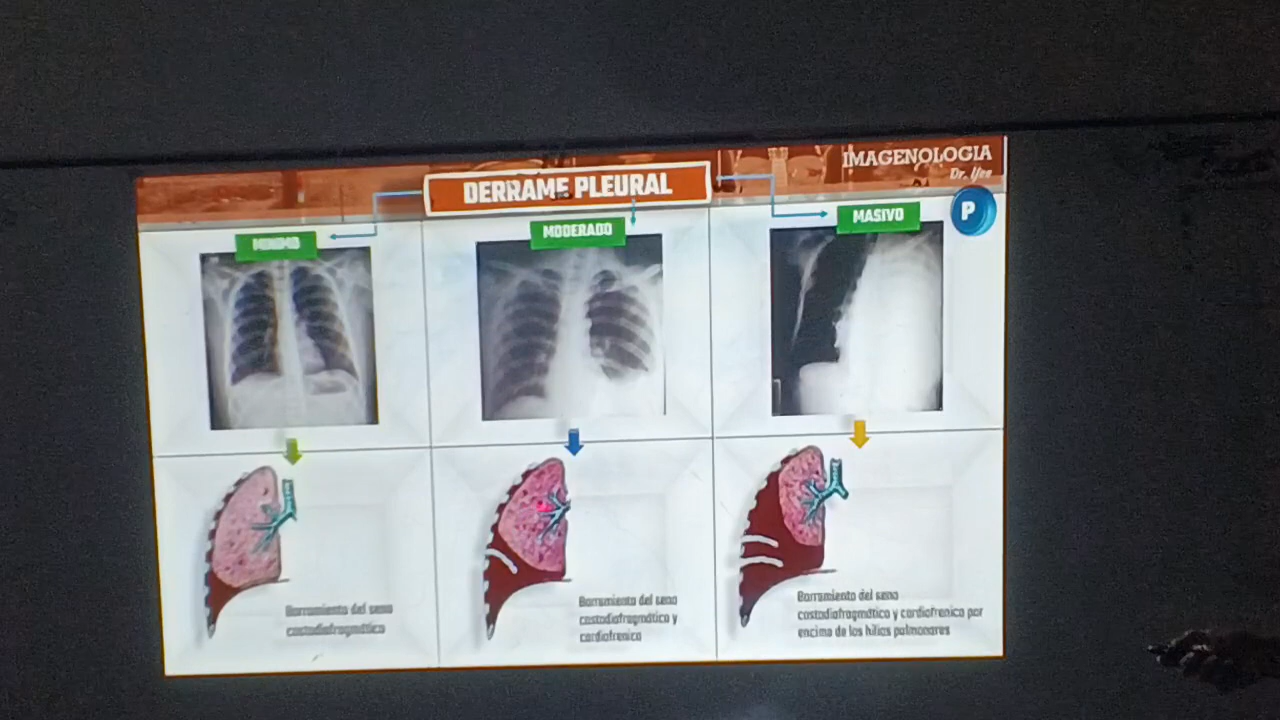 IMAGENOLOGIA
Dr. Yee
DERRAME PLEURAL
P
MINIMO
MODERADO
MASIVO
Borramiento del seno
costodiafragmático
Borramiento del seno
costodiafragmático y
cardiofrenico
Borramiento del seno
costodiafragmático y cardiofrenico por
encima de los hilios pulmonares